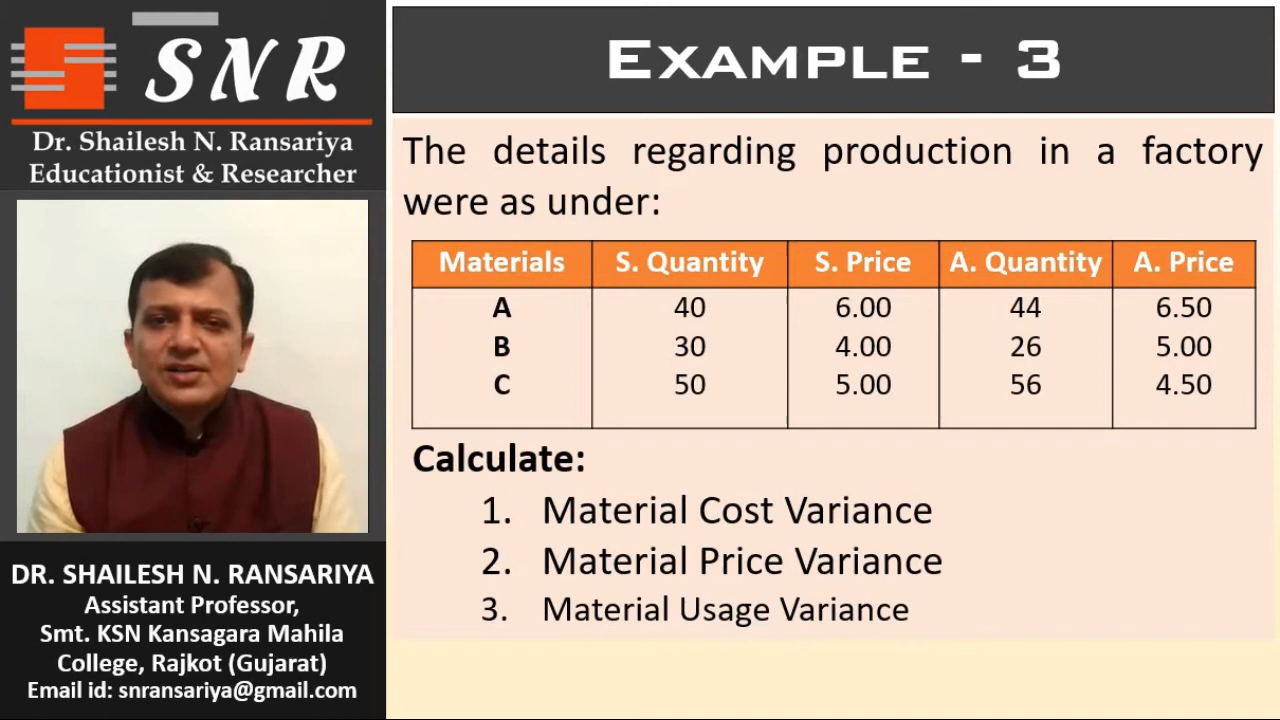 SNR
Dr. Shailesh N. Ransariya
Educationist & Researcher
DR. SHAILESH N. RANSARIYA
Assistant Professor,
Smt. KSN Kansagara Mahila
College, Rajkot (Gujarat)
Email id: snransariya@gmail.com
EXAMPLE - 3
The details regarding production in a factory
were as under:
Materials S. Quantity S. Price A. Quantity A. Price
A 40 6.00 44 6.50
B 30 4.00 26 5.00
C 50 5.00 56 4.50
Calculate:
1. Material Cost Variance
2. Material Price Variance
3. Material Usage Variance